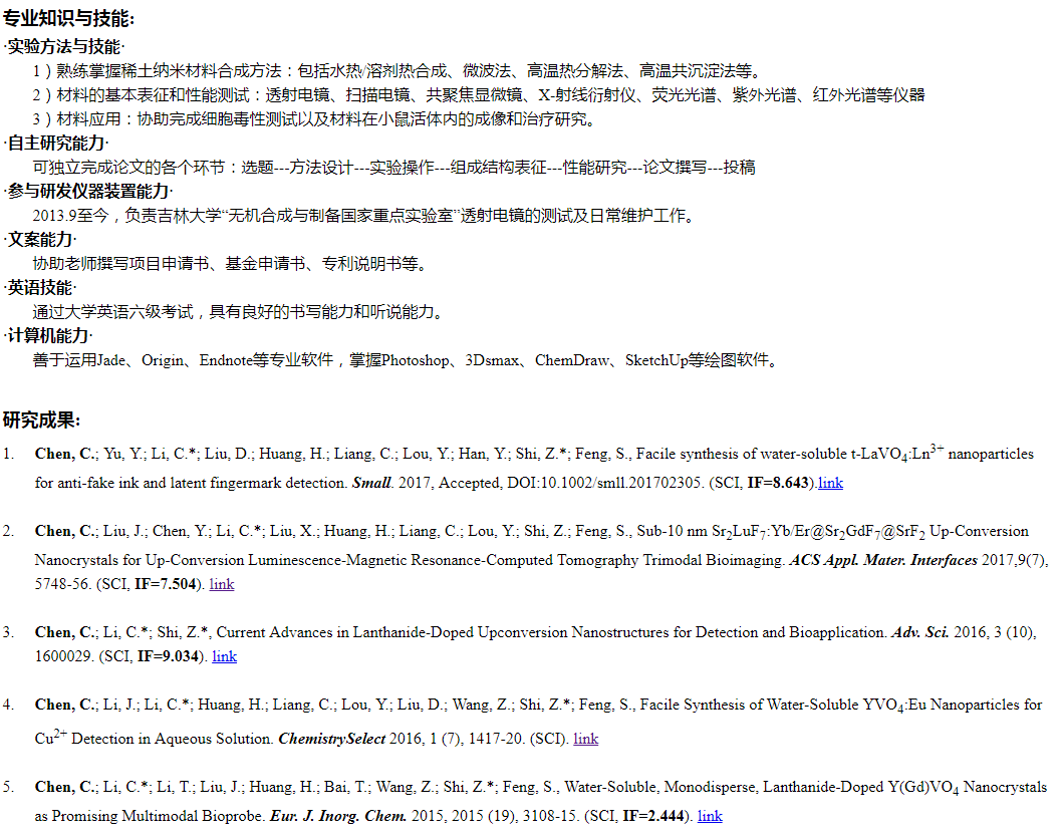 专业知识与技能:
·实验方法与技能·
1）熟练掌握稀土纳米材料合成方法：包括水热/溶剂热合成、微波法、高温热分解法、高温共沉淀法等。
2）材料的基本表征和性能测试：透射电镜、扫描电镜、共聚焦显微镜、X-射线衍射仪、荧光光谱、紫外光谱、红外光谱等仪器
3）材料应用：协助完成细胞毒性测试以及材料在小鼠活体内的成像和治疗研究。
·自主研究能力·
可独立完成论文的各个环节：选题---方法设计---实验操作---组成结构表征---性能研究---论文撰写---投稿
·参与研发仪器装置能力·
2013.9至今，负责吉林大学“无机合成与制备国家重点实验室”透射电镜的测试及日常维护工作。
·文案能力·
协助老师撰写项目申请书、基金申请书、专利说明书等。
·英语技能·
通过大学英语六级考试，具有良好的书写能力和听说能力。
·计算机能力·
善于运用Jade、Origin、Endnote等专业软件，掌握Photoshop、3Dsmax、ChemDraw、SketchUp等绘图软件。
研究成果:
1. Chen, C.; Yu, Y.; Li, C.*; Liu, D.; Huang, H.; Liang, C.; Lou, Y.; Han, Y.; Shi, Z.*; Feng, S., Facile synthesis of water-soluble t-LaVO4:Ln3+ nanoparticles
for anti-fake ink and latent fingermark detection. Small. 2017, Accepted, DOI:10.1002/smll.201702305. (SCI, IF=8.643).link
2. Chen, C.; Liu, J.; Chen, Y.; Li, C.*; Liu, X.; Huang, H.; Liang, C.; Lou, Y.; Shi, Z.; Feng, S., Sub-10 nm Sr2LuF7:Yb/Er@Sr2GdF7@SrF2 Up-Conversion
Nanocrystals for Up-Conversion Luminescence-Magnetic Resonance-Computed Tomography Trimodal Bioimaging. ACS Appl. Mater. Interfaces 2017,9(7),
5748-56. (SCI, IF=7.504). link
3. Chen, C.; Li, C.*; Shi, Z.*, Current Advances in Lanthanide-Doped Upconversion Nanostructures for Detection and Bioapplication. Adv. Sci. 2016, 3 (10),
1600029. (SCI, IF=9.034). link
4. Chen, C.; Li, J.; Li, C.*; Huang, H.; Liang, C.; Lou, Y.; Liu, D.; Wang, Z.; Shi, Z.*; Feng, S., Facile Synthesis of Water-Soluble YVO4:Eu Nanoparticles for
Cu2+ Detection in Aqueous Solution. ChemistrySelect 2016, 1 (7), 1417-20. (SCI). link
5. Chen, C.; Li, C.*; Li, T.; Liu, J.; Huang, H.; Bai, T.; Wang, Z.; Shi, Z.*; Feng, S., Water-Soluble, Monodisperse, Lanthanide-Doped Y(Gd)VO4 Nanocrystals
as Promising Multimodal Bioprobe. Eur. J. Inorg. Chem. 2015, 2015 (19), 3108-15. (SCI, IF=2.444). link